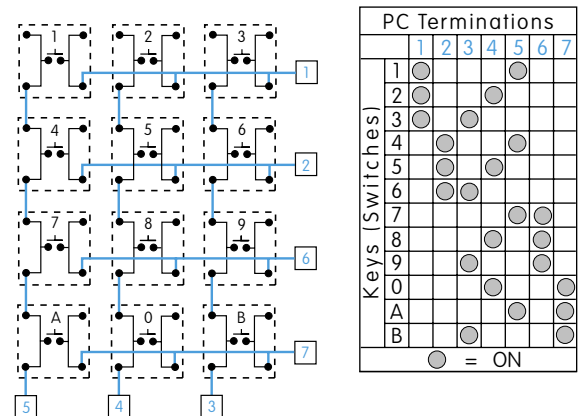 1 2 3
1
4 5 6
2
7 8 9
6
A 0 B
7
5 4 3
PC Terminations
1 2 3 4 5 6 7
Keys (Switches)
1
2
3
4
5
6
7
8
9
0
A
B
= ON